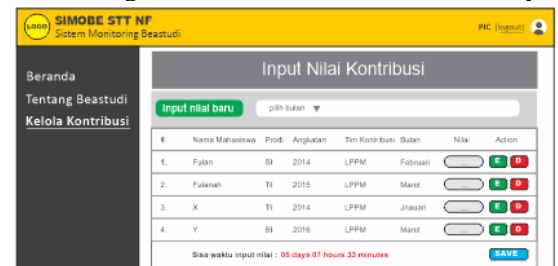 LOGO
SIMOBE STT NF
Sistem Monitoring Beastudi
PIC (logout)
Beranda
Tentang Beastudi
Kelola Kontribusi
Input Nilai Kontribusi
Input nilai baru
pilih bulan
#. Nama Mahasiswa Prodi Angkatan Tim Kontribusi Bulan Nilai Action
1. Fulan SI 2014 LPPM Februari ... E D
2. Fulanah TI 2015 LPPM Maret ... E D
3. X TI 2014 LPPM Jnauari ... E D
4. Y SI 2016 LPPM Maret ... E D
Sisa waktu input nilai : 05 days 07 hours 33 minutes
SAVE